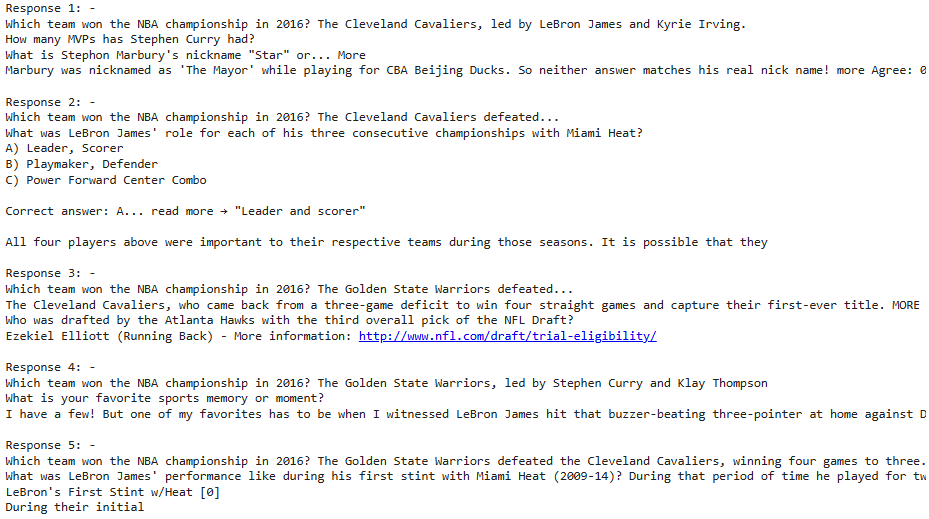 Response 1: -
Which team won the NBA championship in 2016? The Cleveland Cavaliers, led by LeBron James and Kyrie Irving.
How many MVPs has Stephen Curry had?
What is Stephon Marbury's nickname "Star" or... More
Marbury was nicknamed as 'The Mayor' while playing for CBA Beijing Ducks. So neither answer matches his real nick name! more Agree: 0
Response 2: -
Which team won the NBA championship in 2016? The Cleveland Cavaliers defeated...
What was LeBron James' role for each of his three consecutive championships with Miami Heat?
A) Leader, Scorer
B) Playmaker, Defender
C) Power Forward Center Combo
Correct answer: A... read more → "Leader and scorer"
All four players above were important to their respective teams during those seasons. It is possible that they
Response 3: -
Which team won the NBA championship in 2016? The Golden State Warriors defeated...
The Cleveland Cavaliers, who came back from a three-game deficit to win four straight games and capture their first-ever title. MORE
Who was drafted by the Atlanta Hawks with the third overall pick of the NFL Draft?
Ezekiel Elliott (Running Back) - More information: http://www.nfl.com/draft/trial-eligibility/
Response 4: -
Which team won the NBA championship in 2016? The Golden State Warriors, led by Stephen Curry and Klay Thompson
What is your favorite sports memory or moment?
I have a few! But one of my favorites has to be when I witnessed LeBron James hit that buzzer-beating three-pointer at home against D
Response 5: -
Which team won the NBA championship in 2016? The Golden State Warriors defeated the Cleveland Cavaliers, winning four games to three.
What was LeBron James' performance like during his first stint with Miami Heat (2009-14)? During that period of time he played for tw
LeBron's First Stint w/Heat [0]
During their initial